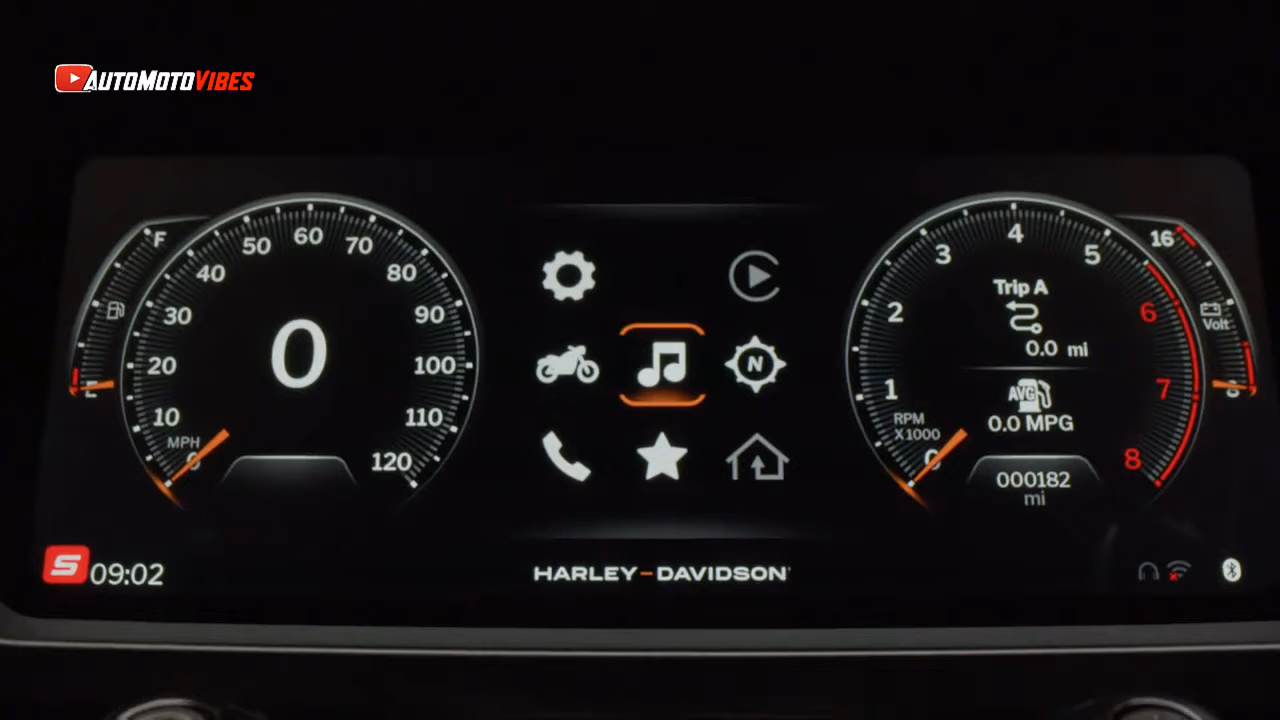 AUTOMOTOVIBES
F
E
10
20
30
40
50
60
70
80
90
100
110
120
MPH
0
0
N
HARLEY-DAVIDSON
1
2
3
4
5
6
7
8
RPM
X1000
0
Trip A
0.0 mi
AVG
0.0 MPG
000182
mi
16
Volt
S
09:02